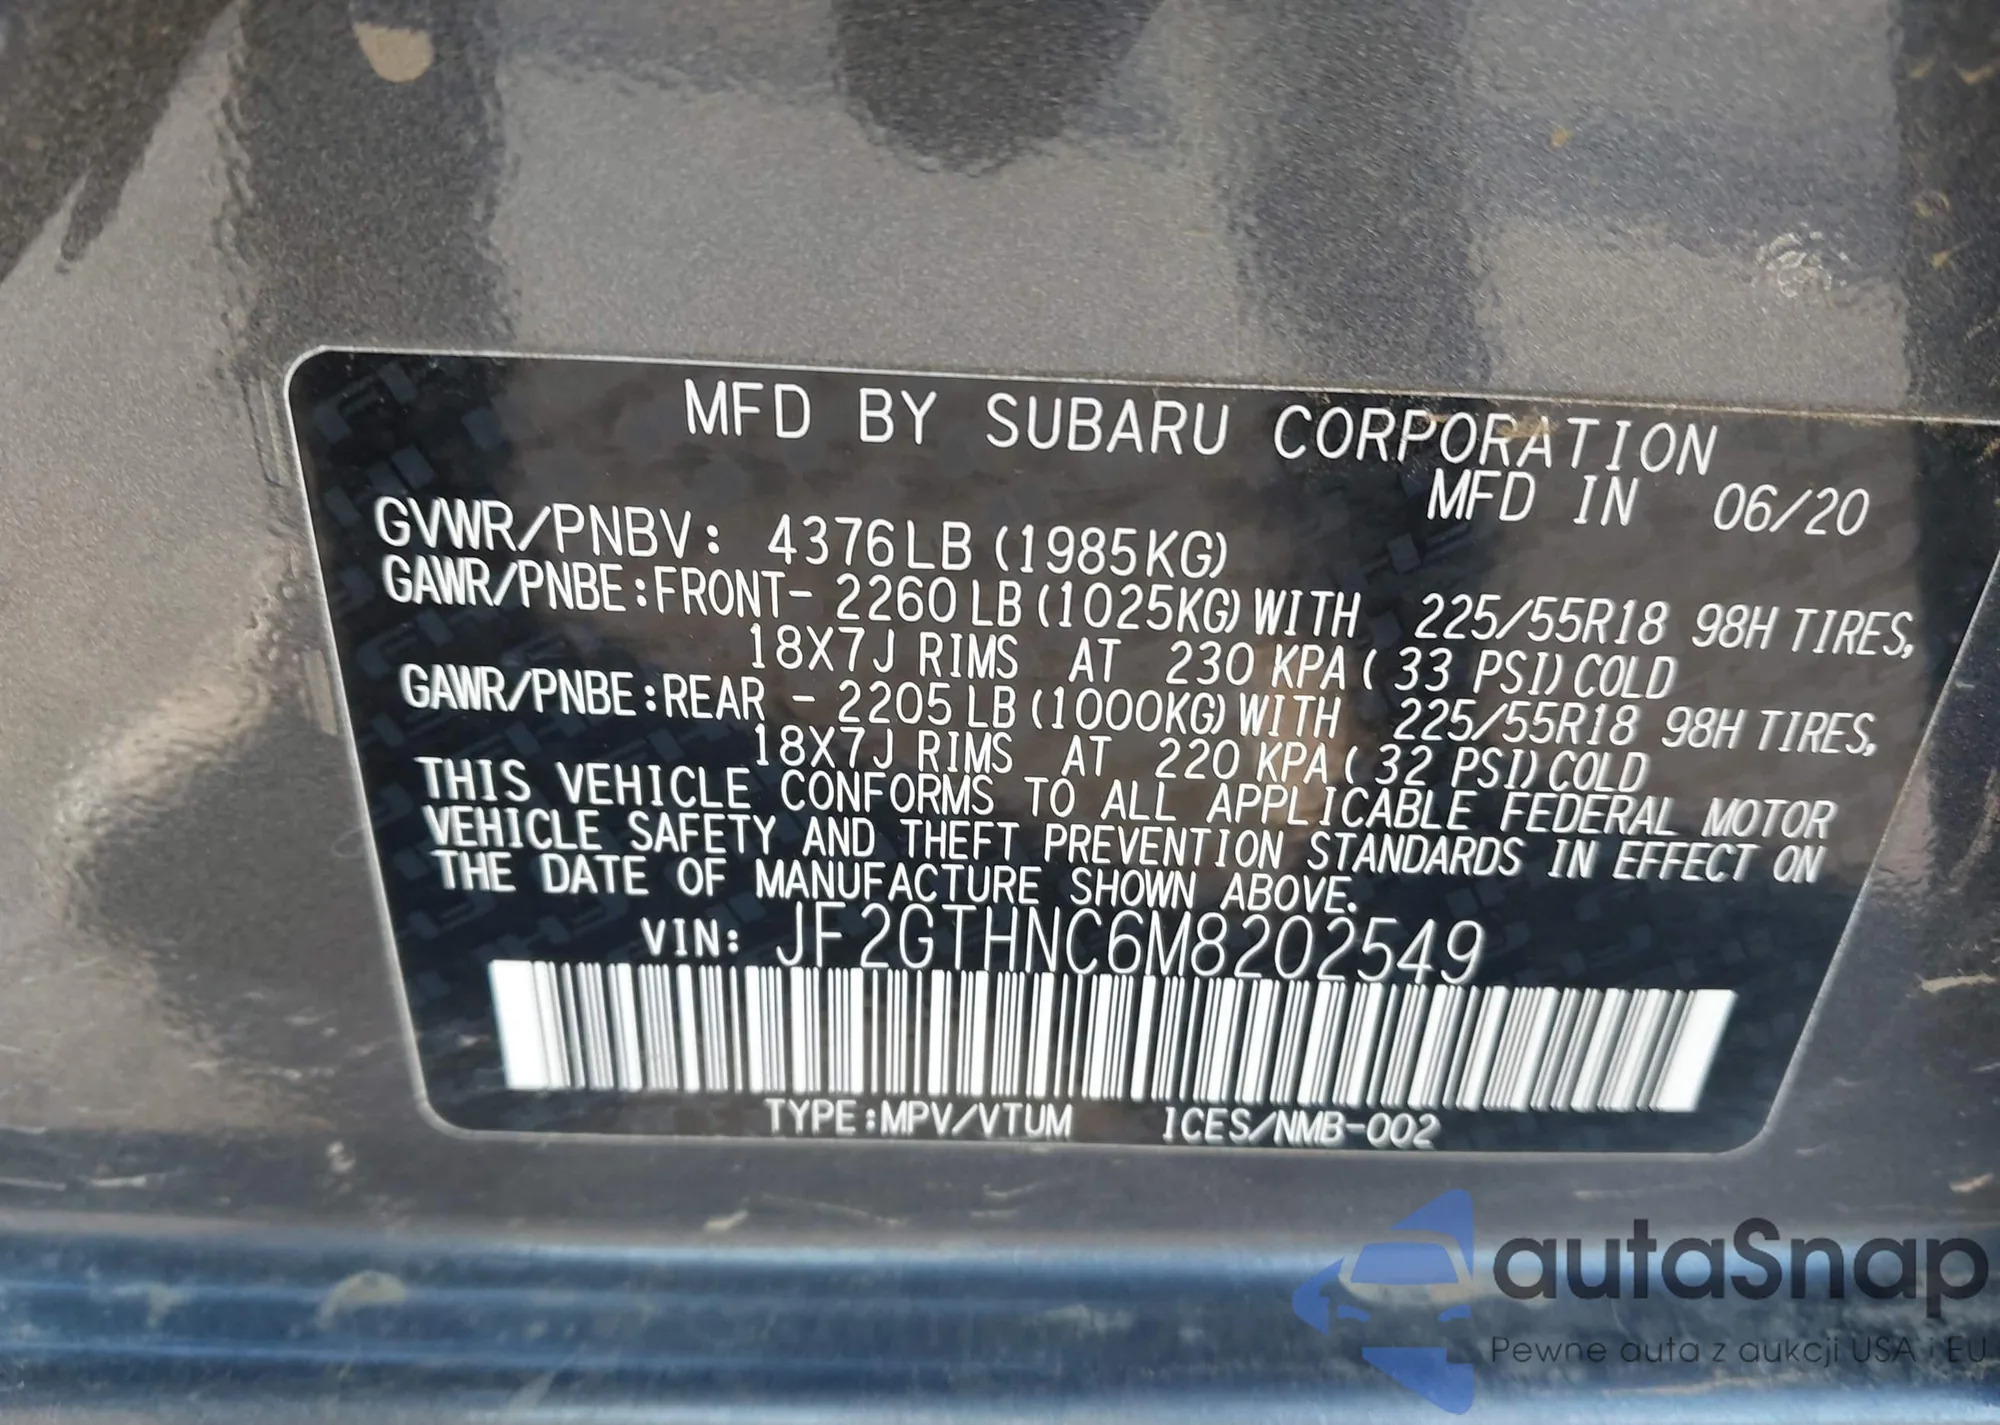 MFD BY SUBARU CORPORATION
MFD IN 06/20
GVWR/PNBV: 4376LB (1985KG)
GAWR/PNBE:FRONT- 2260 LB (1025KG) WITH 225/55R18 98H TIRES,
18X7J RIMS AT 230 KPA ( 33 PSI) COLD
GAWR/PNBE:REAR - 2205 LB (1000KG) WITH 225/55R18 98H TIRES,
18X7J RIMS AT 220 KPA ( 32 PSI) COLD
THIS VEHICLE CONFORMS TO ALL APPLICABLE FEDERAL MOTOR
VEHICLE SAFETY AND THEFT PREVENTION STANDARDS IN EFFECT ON
THE DATE OF MANUFACTURE SHOWN ABOVE.
VIN: JF2GTHNC6M8202549
TYPE:MPV/VTUM ICES/NMB-002
autaSnap
Pewne auta z aukcji USA i EU